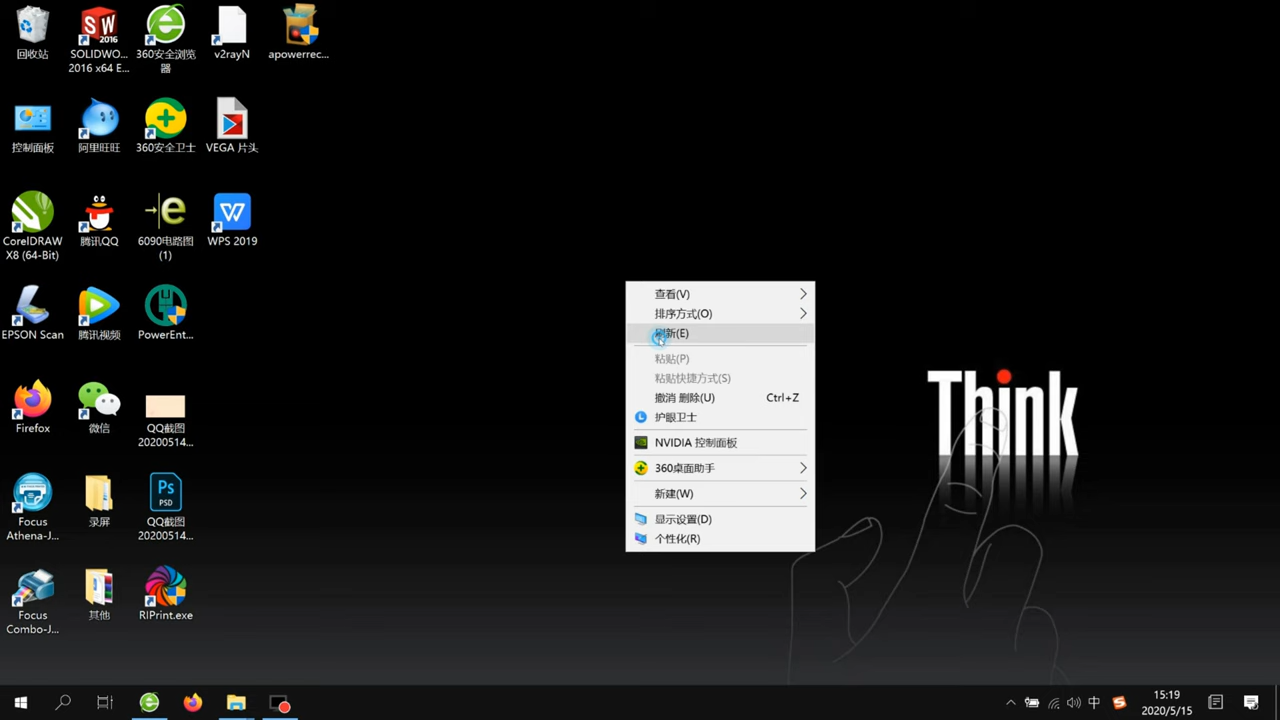 回收站
SOLIDWO...
2016 x64 E...
360安全浏览
器
v2rayN
apowerrec...
控制面板
阿里旺旺
360安全卫士
VEGA 片头
CorelDRAW
X8 (64-Bit)
腾讯QQ
6090电路图
(1)
WPS 2019
EPSON Scan
腾讯视频
PowerEnt...
Firefox
微信
QQ截图
20200514...
Focus
Athena-J...
录屏
QQ截图
20200514...
Focus
Combo-J...
其他
RIPrint.exe
查看(V)
排序方式(O)
刷新(E)
粘贴(P)
粘贴快捷方式(S)
撤消 删除(U) Ctrl+Z
护眼卫士
NVIDIA 控制面板
360桌面助手
新建(W)
显示设置(D)
个性化(R)
Think
中
15:19
2020/5/15